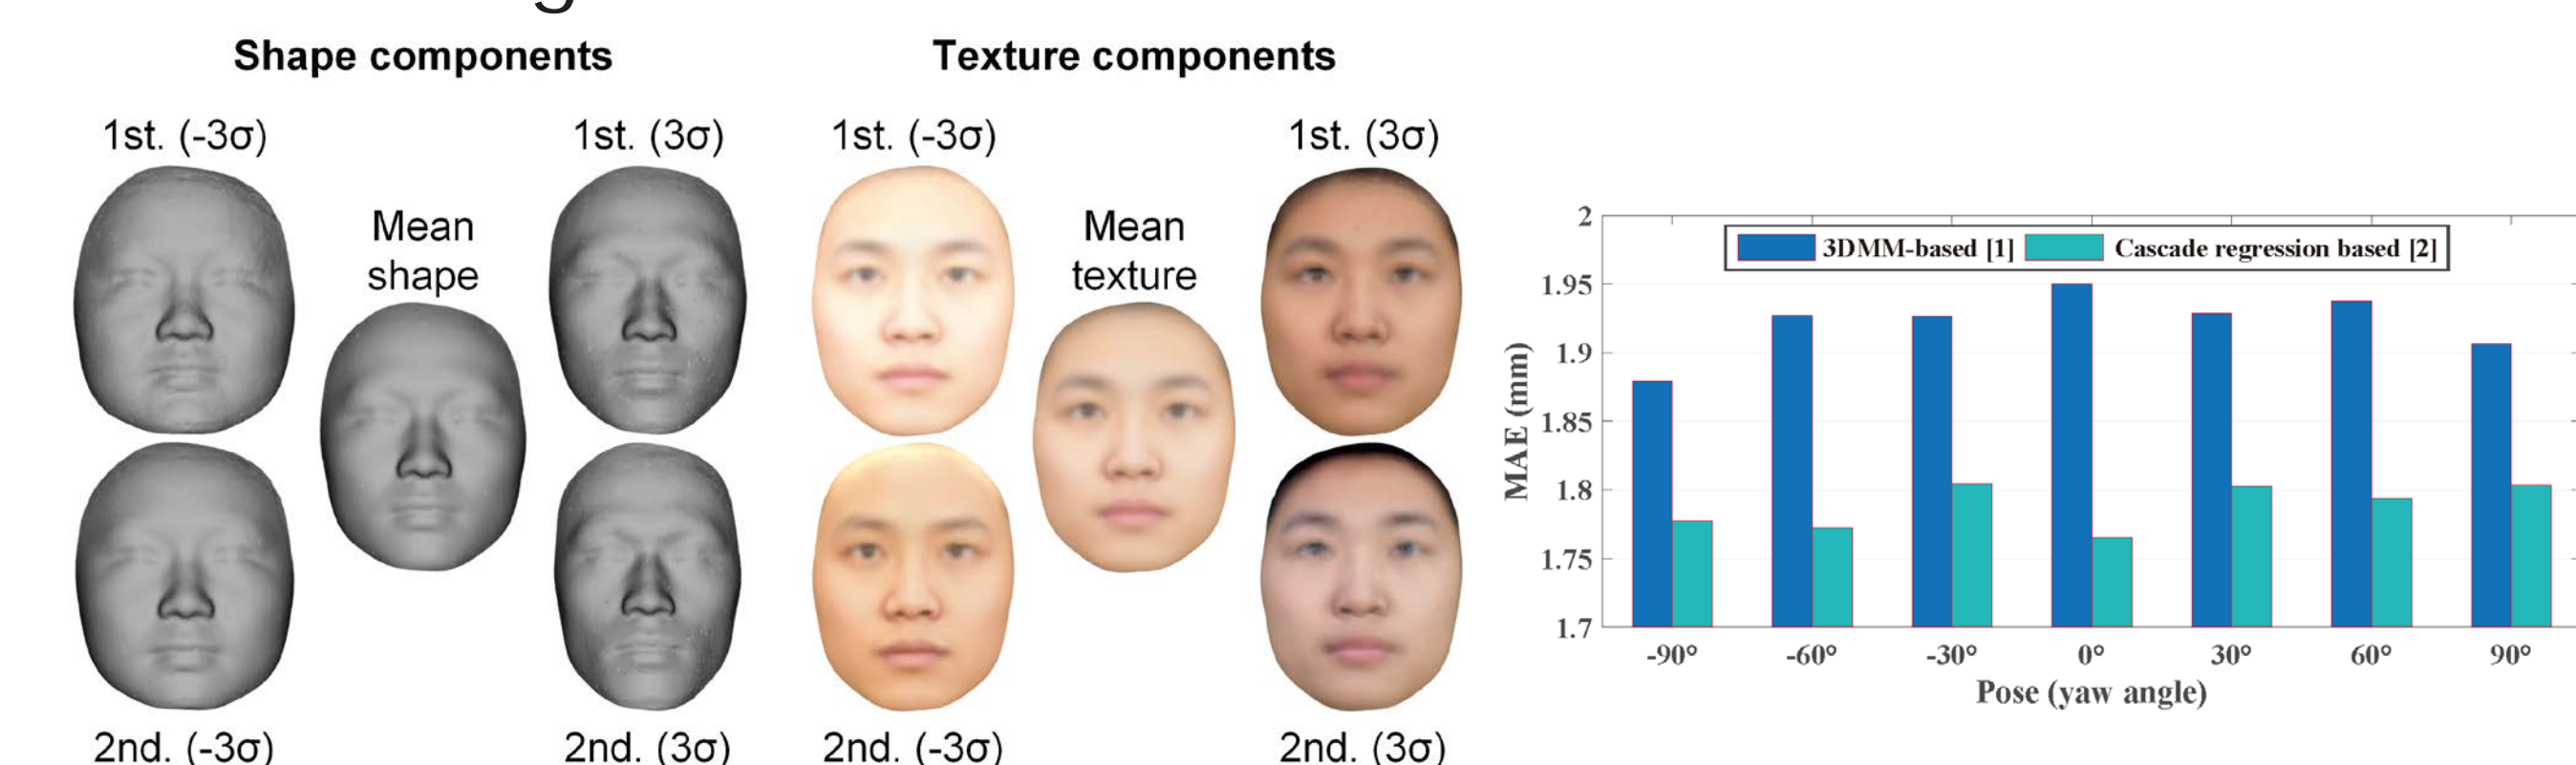 g
Shape components
1st. (-3σ)
1st. (3σ)
Mean
shape
2nd. (-3σ)
2nd. (3σ)
Texture components
1st. (-3σ)
1st. (3σ)
Mean
texture
2nd. (-3σ)
2nd. (3σ)
3DMM-based [1]
Cascade regression based [2]
MAE (mm)
2
1.95
1.9
1.85
1.8
1.75
1.7
-90° -60° -30° 0° 30° 60° 90°
Pose (yaw angle)